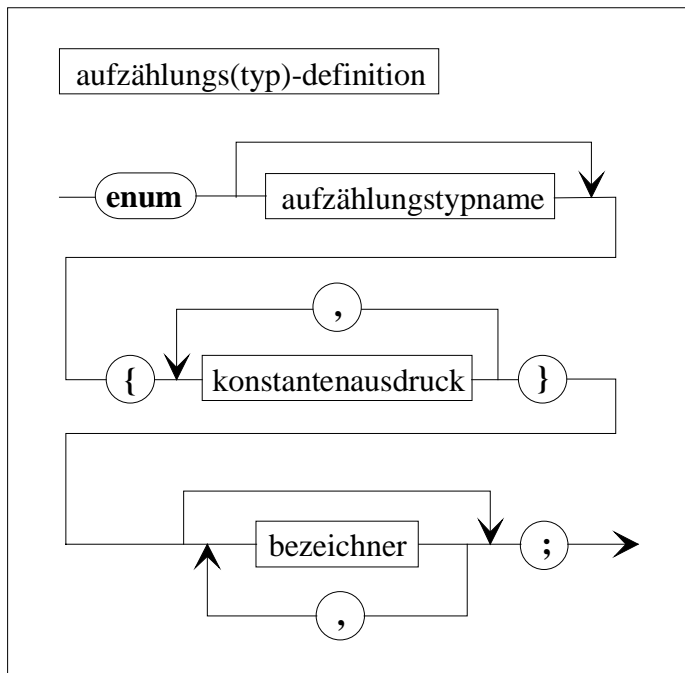 aufzählungs(typ)-definition
enum aufzählungstypname
,
{ konstantenausdruck }
bezeichner ;
,